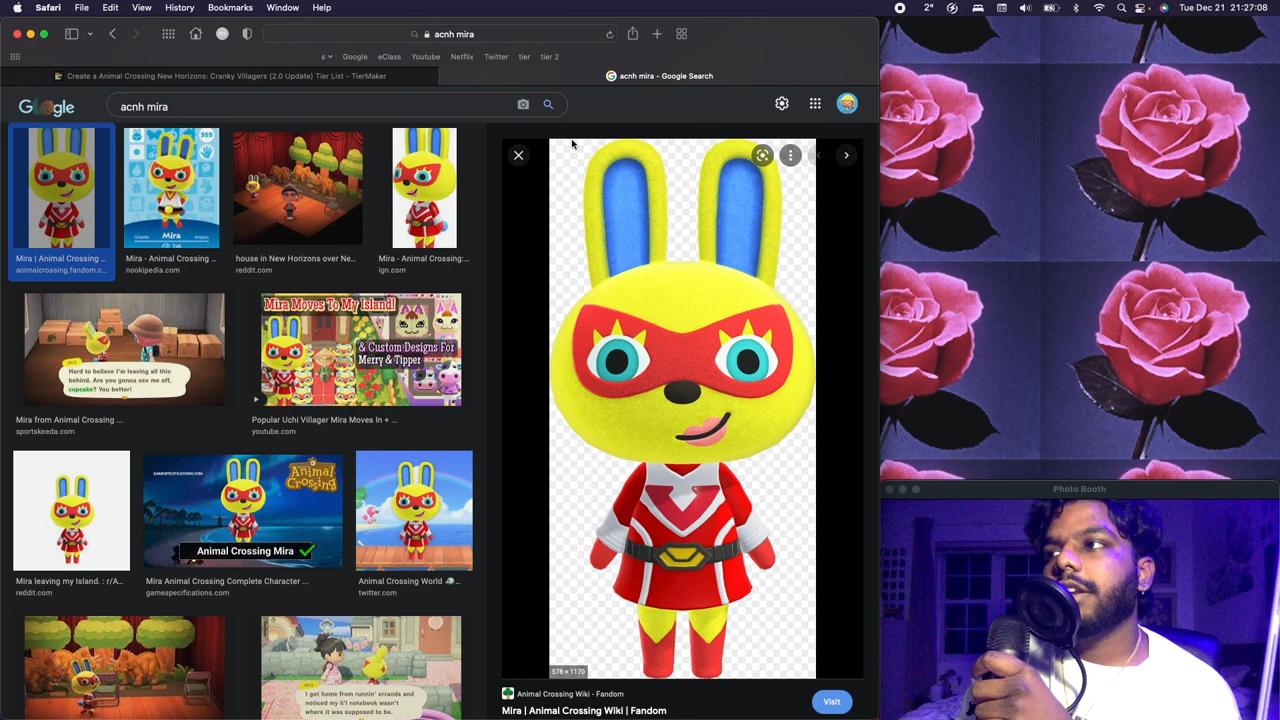 Safari File Edit View History Bookmarks Window Help
2° Tue Dec 21 21:27:08
acnh mira
s Google eClass Youtube Netflix Twitter tier tier 2
Create a Animal Crossing New Horizons: Cranky Villagers (2.0 Update) Tier List - TierMaker
acnh mira - Google Search
Google
acnh mira
353
Mira
Mira | Animal Crossing ...
animalcrossing.fandom.c...
Mira - Animal Crossing ...
nookipedia.com
house in New Horizons over Ne...
reddit.com
Mira - Animal Crossing:...
ign.com
Hard to believe I'm leaving all this
behind. Are you gonna see me off,
cupcake? You better!
Mira Moves To My Island!
& Custom Designs For
Merry & Tipper
Mira from Animal Crossing ...
sportskeeda.com
Popular Uchi Villager Mira Moves In + ...
youtube.com
GAMESPECIFICATIONS.COM
Animal
Crossing
Animal Crossing Mira
Mira leaving my Island. : r/A...
reddit.com
Mira Animal Crossing Complete Character ...
gamespecifications.com
Animal Crossing World ...
twitter.com
I got home from runnin' errands and
noticed my li'l notebook wasn't
where it was supposed to be.
578 × 1170
Animal Crossing Wiki - Fandom
Mira | Animal Crossing Wiki | Fandom
Visit
Photo Booth